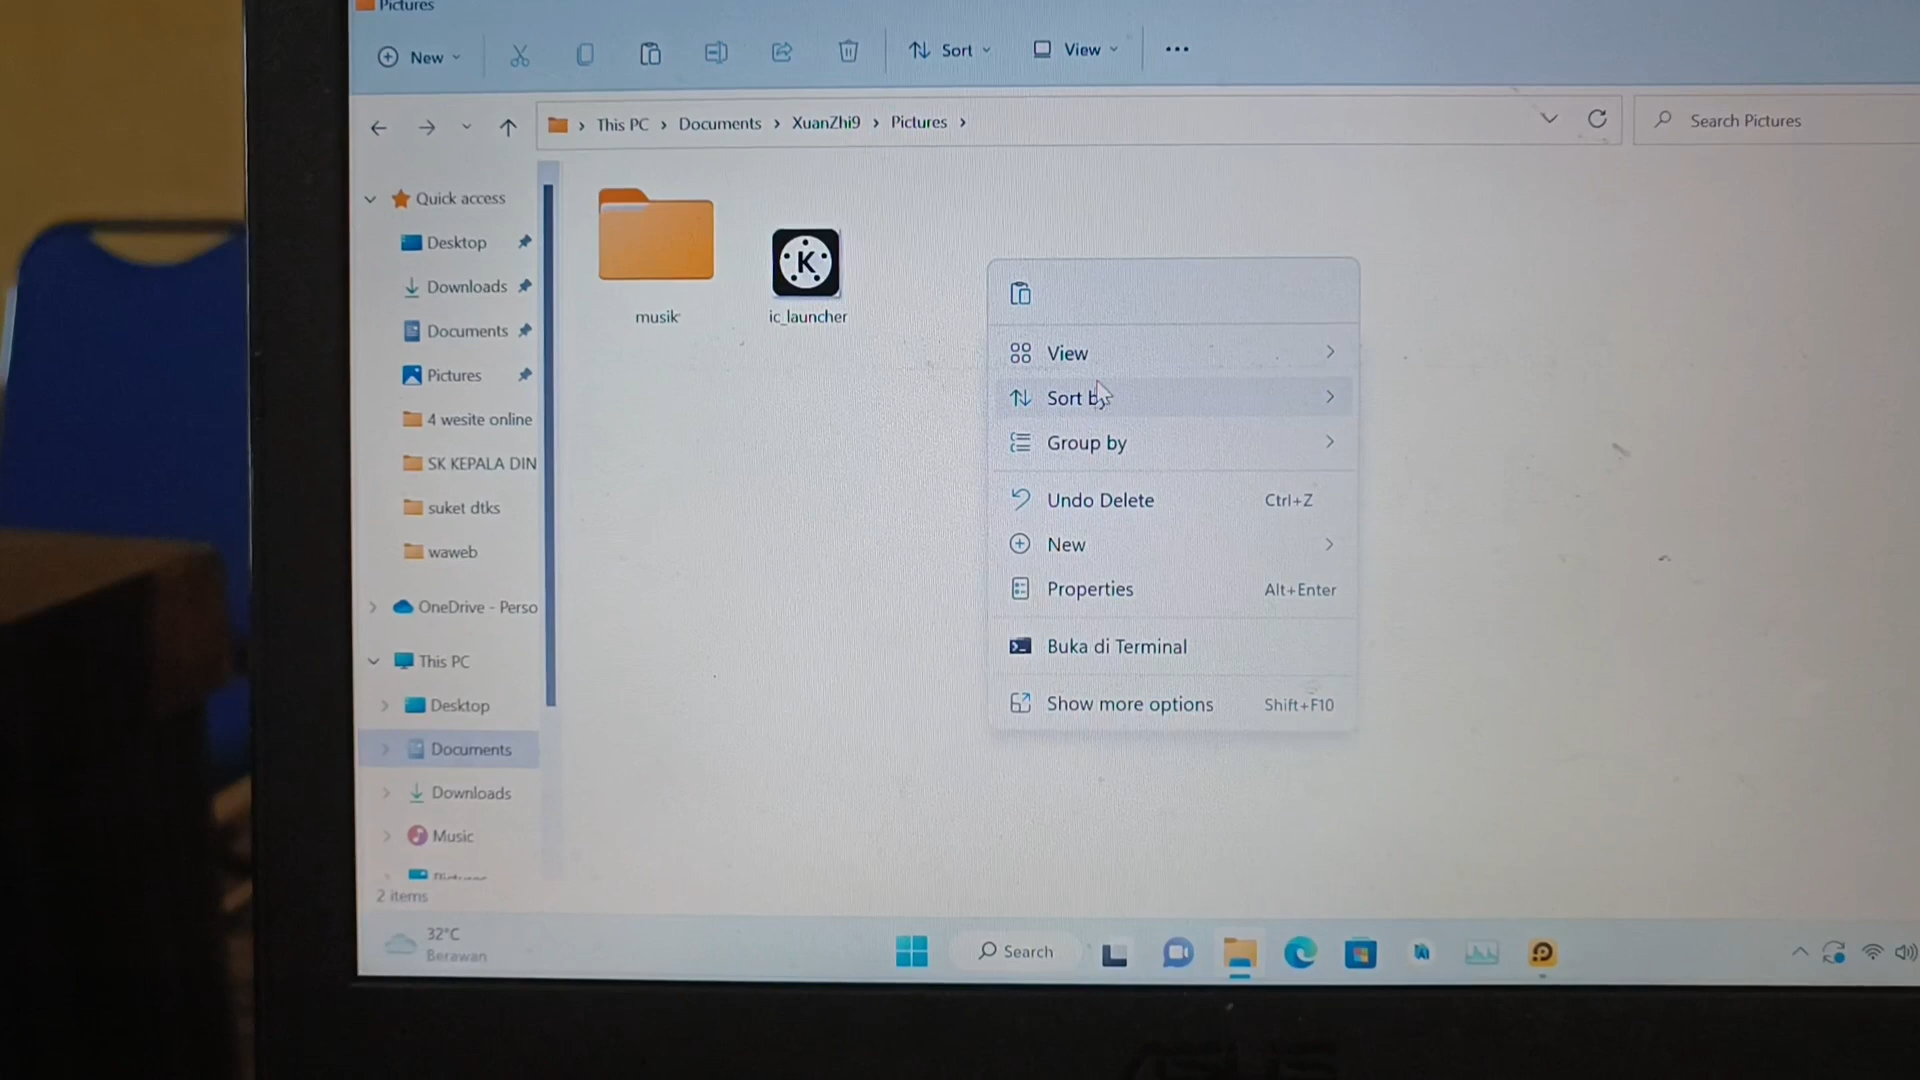 Pictures
New
Sort
View
This PC > Documents > XuanZhi9 > Pictures >
Search Pictures
Quick access
Desktop
Downloads
Documents
Pictures
4 wesite online
SK KEPALA DIN
suket dtks
waweb
OneDrive - Perso
This PC
Desktop
Documents
Downloads
Music
2 items
musik
K
ic_launcher
View
Sort by
Group by
Undo Delete Ctrl+Z
New
Properties Alt+Enter
Buka di Terminal
Show more options Shift+F10
32°C
Berawan
Search